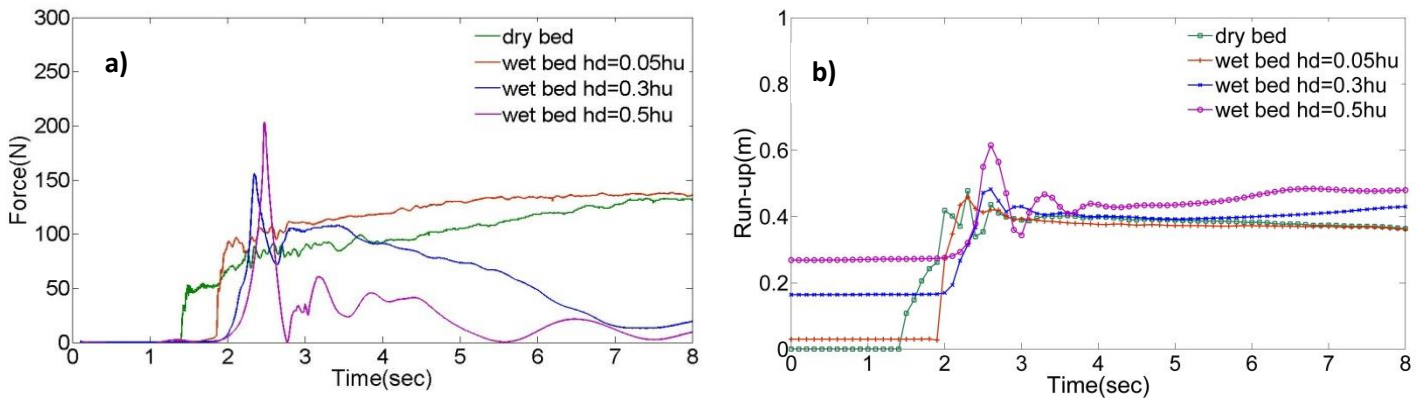 a)
300
250
200
150
100
50
0
Force(N)
0 1 2 3 4 5 6 7 8
Time(sec)
dry bed
wet bed hd=0.05hu
wet bed hd=0.3hu
wet bed hd=0.5hu
b)
1
0.8
0.6
0.4
0.2
0
Run-up(m)
0 1 2 3 4 5 6 7 8
Time(sec)
dry bed
wet bed hd=0.05hu
wet bed hd=0.3hu
wet bed hd=0.5hu